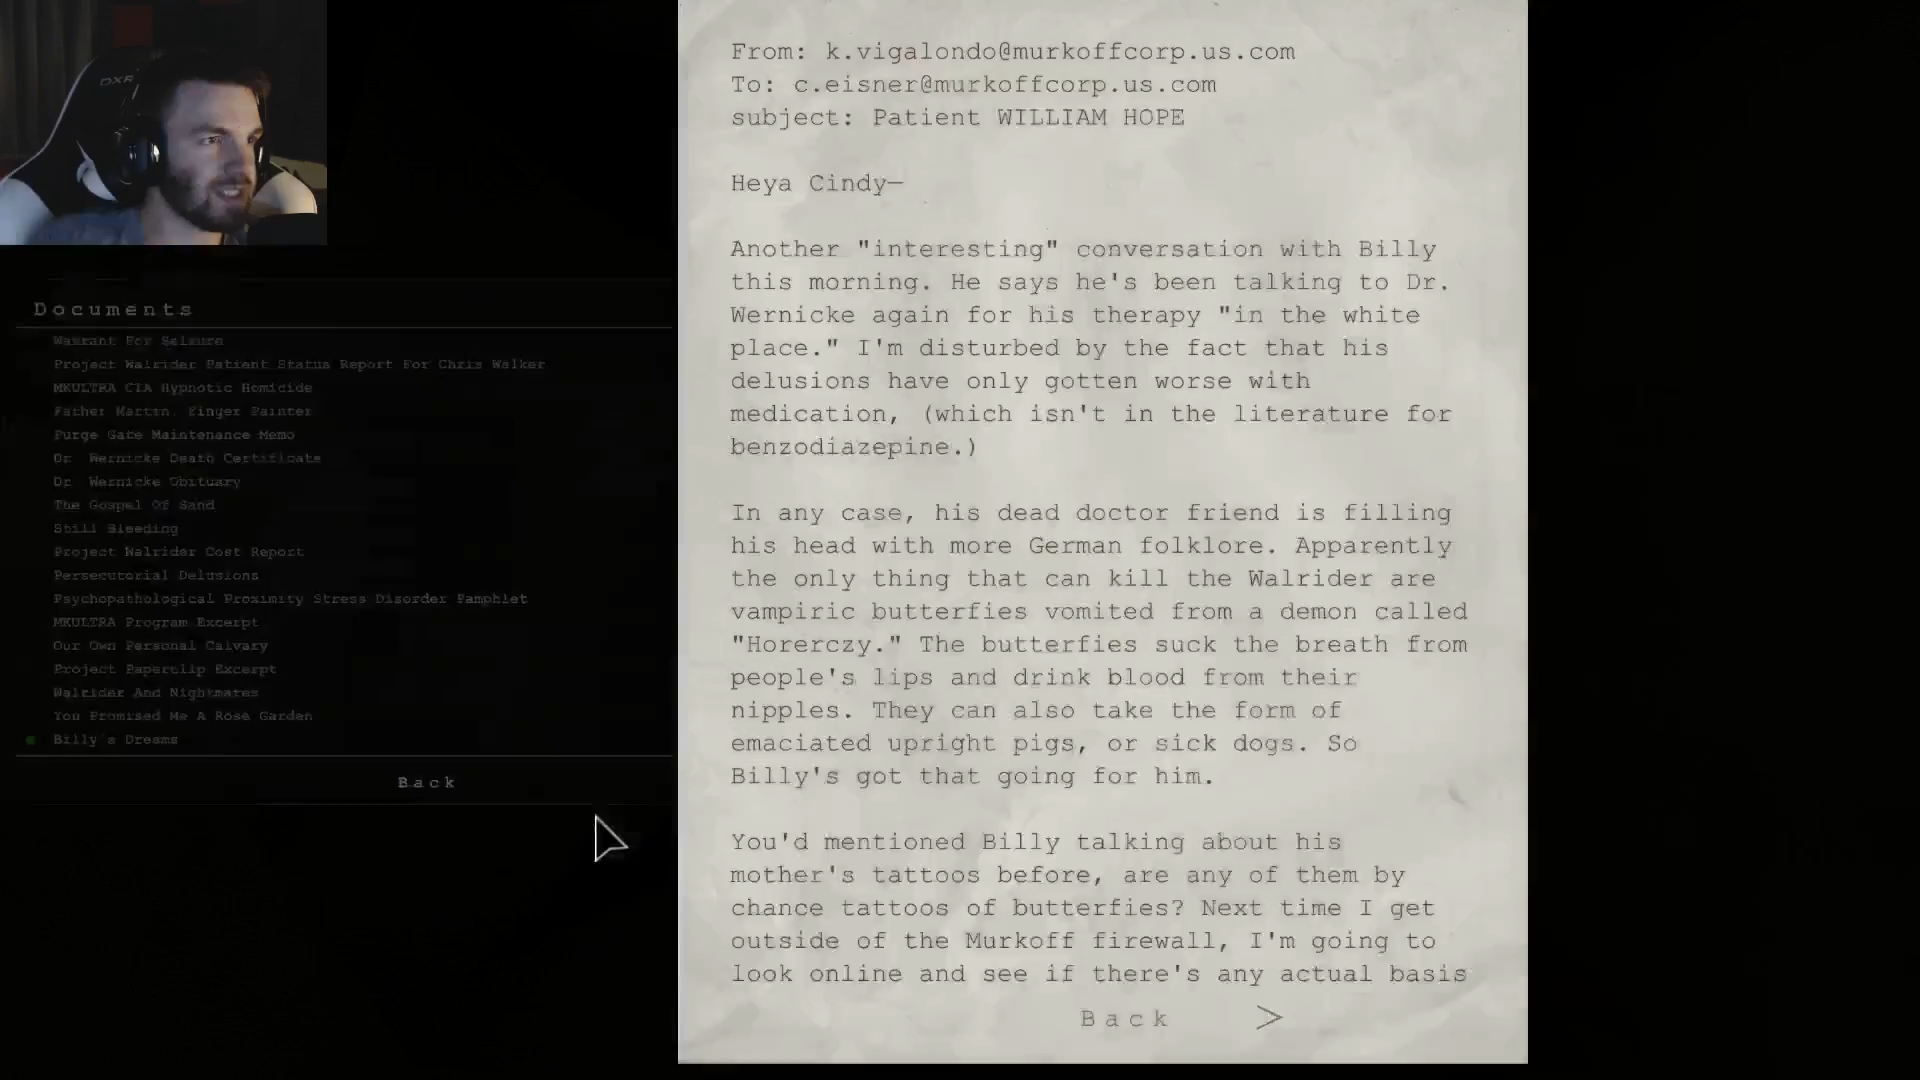 DXR
Documents
Warrant For Seizure
Project Walrider Patient Status Report For Chris Walker
MKULTRA CIA Hypnotic Homicide
Father Martin, Finger Painter
Purge Gate Maintenance Memo
Dr. Wernicke Death Certificate
Dr. Wernicke Obituary
The Gospel Of Sand
Still Bleeding
Project Walrider Cost Report
Persecutorial Delusions
Psychopathological Proximity Stress Disorder Pamphlet
MKULTRA Program Excerpt
Our Own Personal Calvary
Project Paperclip Excerpt
Walrider And Nightmares
You Promised Me A Rose Garden
Billy's Dreams
Back
From: k.vigalondo@murkoffcorp.us.com
To: c.eisner@murkoffcorp.us.com
subject: Patient WILLIAM HOPE
Heya Cindy—
Another "interesting" conversation with Billy
this morning. He says he's been talking to Dr.
Wernicke again for his therapy "in the white
place." I'm disturbed by the fact that his
delusions have only gotten worse with
medication, (which isn't in the literature for
benzodiazepine.)
In any case, his dead doctor friend is filling
his head with more German folklore. Apparently
the only thing that can kill the Walrider are
vampiric butterfies vomited from a demon called
"Horerczy." The butterfies suck the breath from
people's lips and drink blood from their
nipples. They can also take the form of
emaciated upright pigs, or sick dogs. So
Billy's got that going for him.
You'd mentioned Billy talking about his
mother's tattoos before, are any of them by
chance tattoos of butterfies? Next time I get
outside of the Murkoff firewall, I'm going to
look online and see if there's any actual basis
Back >